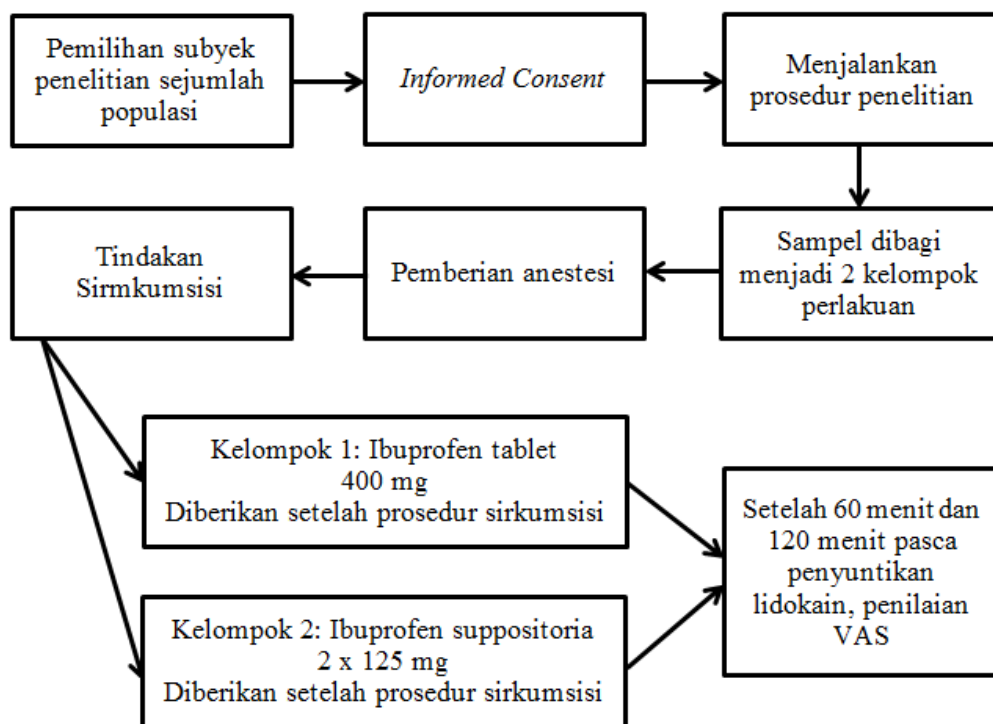 Pemilihan subyek
penelitian sejumlah
populasi
Informed Consent
Menjalankan
prosedur penelitian
Sampel dibagi
menjadi 2 kelompok
perlakuan
Pemberian anestesi
Tindakan
Sirmkumsisi
Kelompok 1: Ibuprofen tablet
400 mg
Diberikan setelah prosedur sirkumsisi
Kelompok 2: Ibuprofen suppositoria
2 x 125 mg
Diberikan setelah prosedur sirkumsisi
Setelah 60 menit dan
120 menit pasca
penyuntikan
lidokain, penilaian
VAS